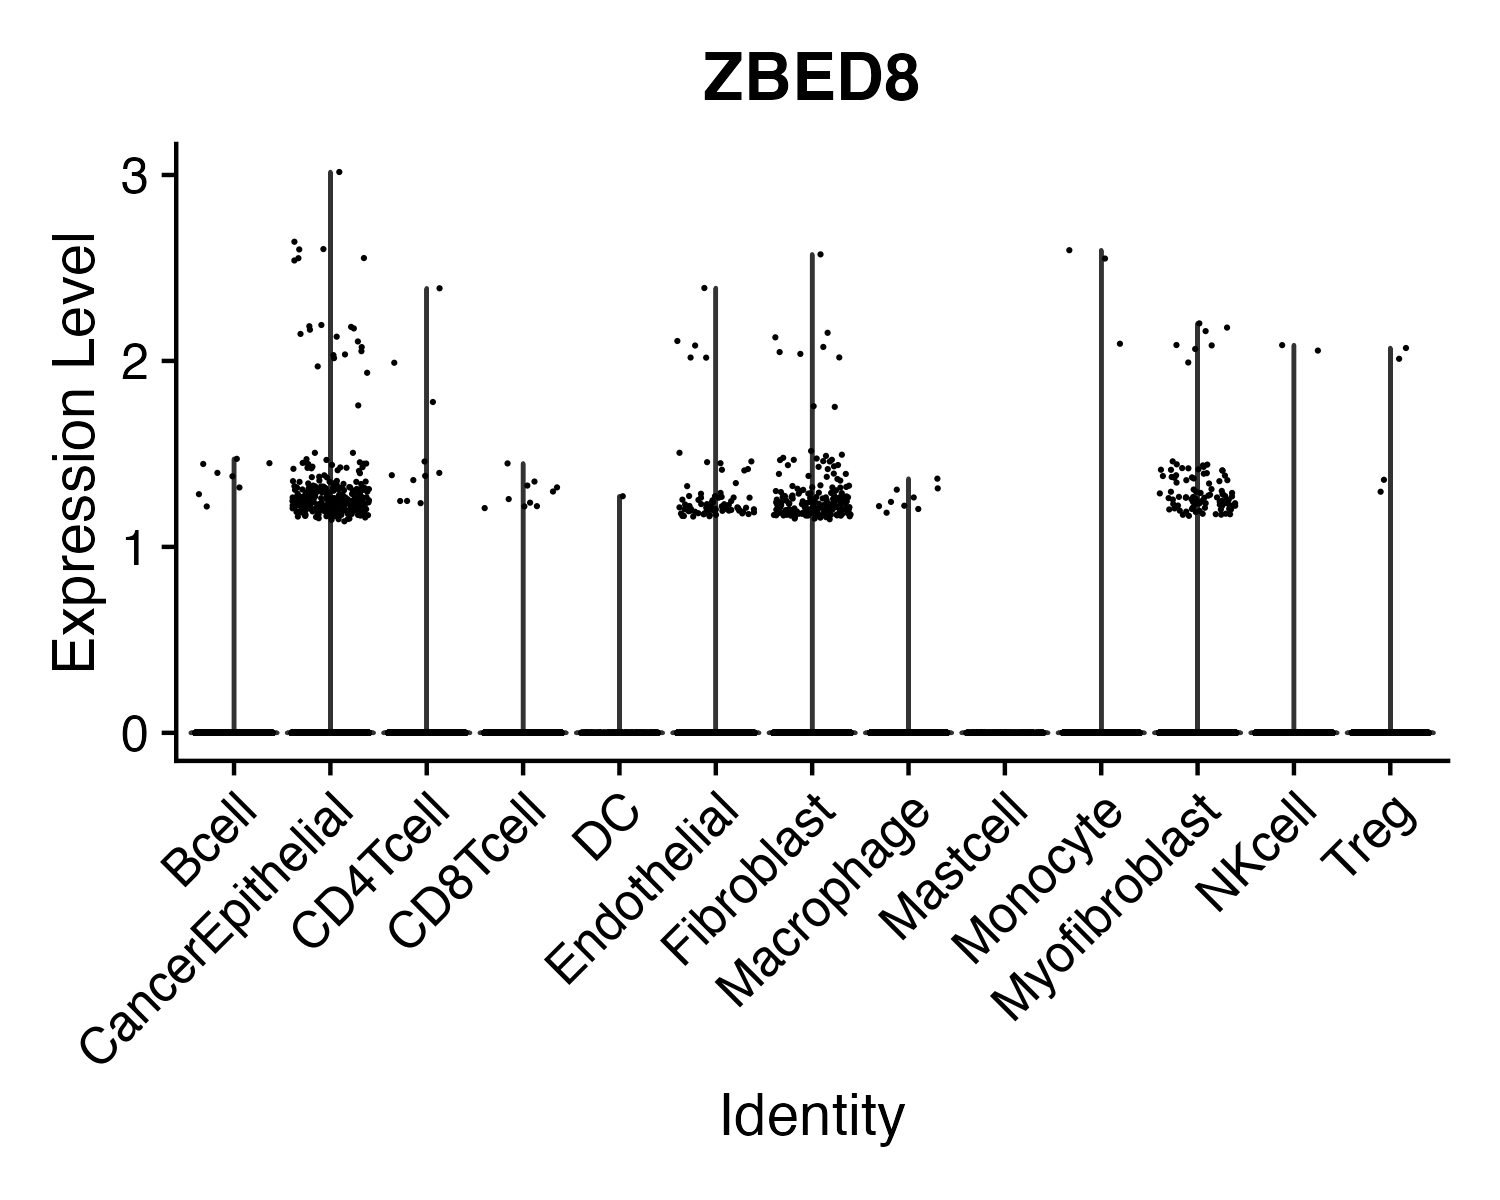 ZBED8
Expression Level
3
2
1
0
Bcell
CancerEpithelial
CD4Tcell
CD8Tcell
DC
Endothelial
Fibroblast
Macrophage
Mastcell
Monocyte
Myofibroblast
NKcell
Treg
Identity